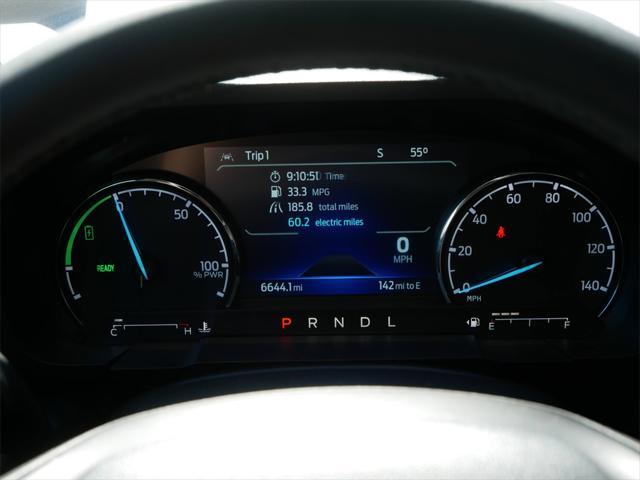 Trip 1 S 55°
9:10:51 Time
33.3 MPG
185.8 total miles
60.2 electric miles
0
MPH
6644.1 mi 142 mi to E
0 50 100
% PWR
READY
0 20 40 60 80 100 120 140
MPH
C H
P R N D L
E F